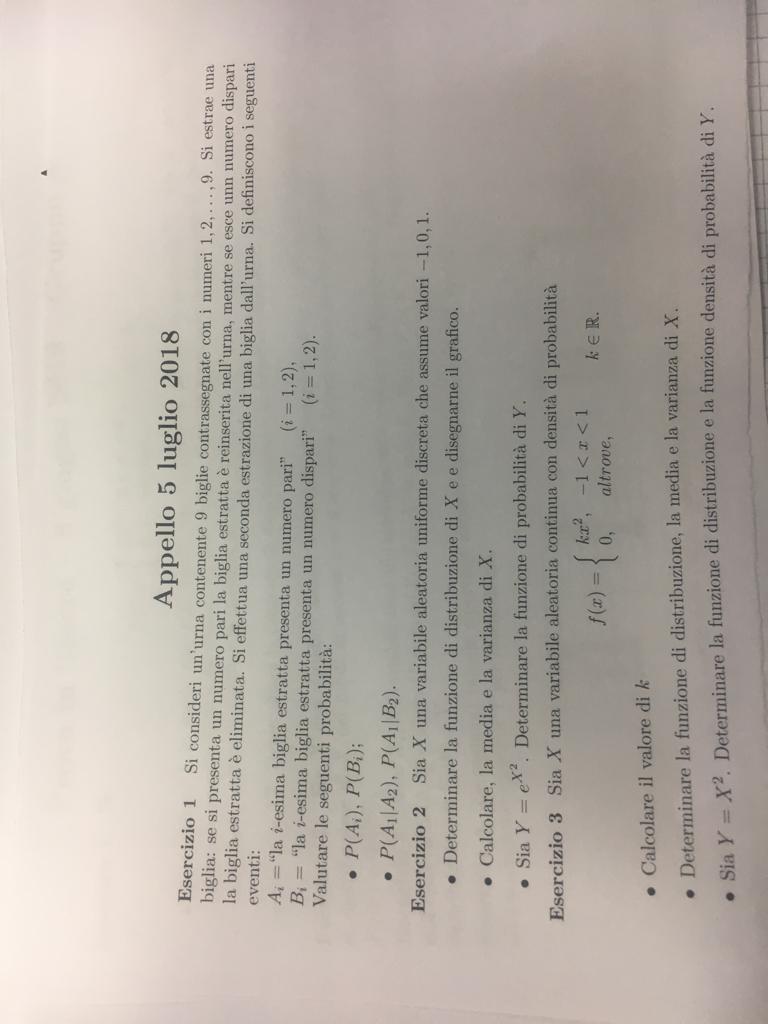 Appello 5 luglio 2018
Esercizio 1 Si consideri un'urna contenente 9 biglie contrassegnate con i numeri 1, 2, . . . , 9. Si estrae una
biglia: se si presenta un numero pari la biglia estratta è reinserita nell'urna, mentre se esce unn numero dispari
la biglia estratta è eliminata. Si effettua una seconda estrazione di una biglia dall'urna. Si definiscono i seguenti
eventi:
A_i = "la i-esima biglia estratta presenta un numero pari" (i = 1, 2),
B_i = "la i-esima biglia estratta presenta un numero dispari" (i = 1, 2).
Valutare le seguenti probabilità:
• P(A_i), P(B_i);
• P(A_1|A_2), P(A_1|B_2).
Esercizio 2 Sia X una variabile aleatoria uniforme discreta che assume valori −1, 0, 1.
• Determinare la funzione di distribuzione di X e e disegnarne il grafico.
• Calcolare, la media e la varianza di X.
• Sia Y = e^{X^2}. Determinare la funzione di probabilità di Y.
Esercizio 3 Sia X una variabile aleatoria continua con densità di probabilità
f(x) = { kx^2, −1 < x < 1
0, altrove, k ∈ ℝ.
• Calcolare il valore di k
• Determinare la funzione di distribuzione, la media e la varianza di X.
• Sia Y = X^2. Determinare la funzione di distribuzione e la funzione densità di probabilità di Y.